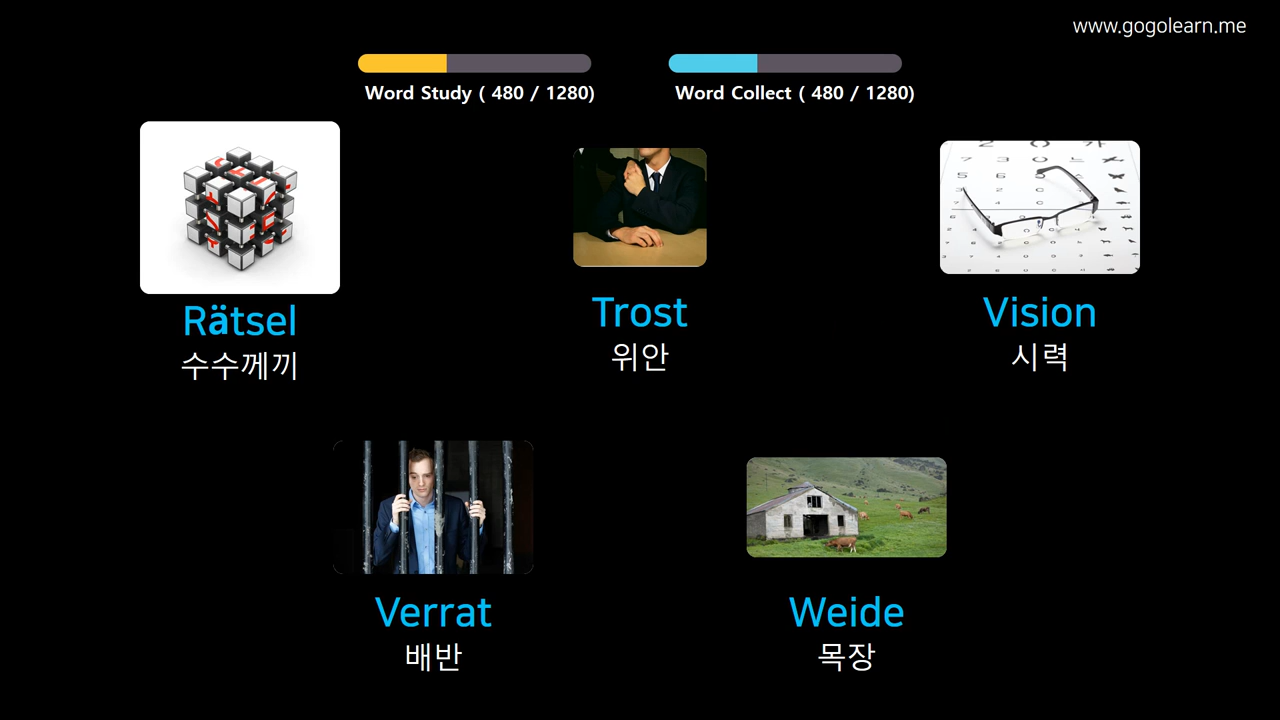 www.gogolearn.me
Word Study ( 480 / 1280)
Word Collect ( 480 / 1280)
Rätsel
수수께끼
Trost
위안
Vision
시력
Verrat
배반
Weide
목장